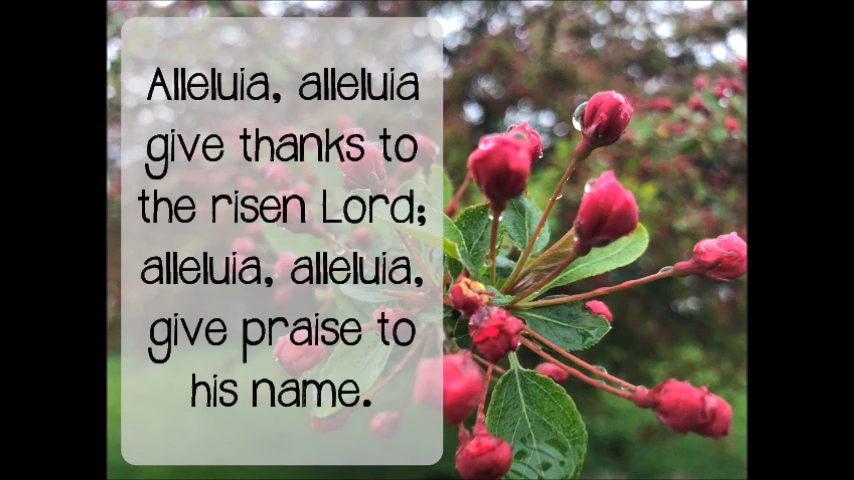 Alleluia, alleluia
give thanks to
the risen Lord;
alleluia, alleluia,
give praise to
his name.